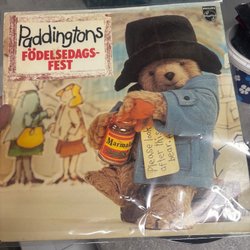 Paddingtons
FÖDELSEDAGS-
FEST
Marmalade
Please look
after this
bear